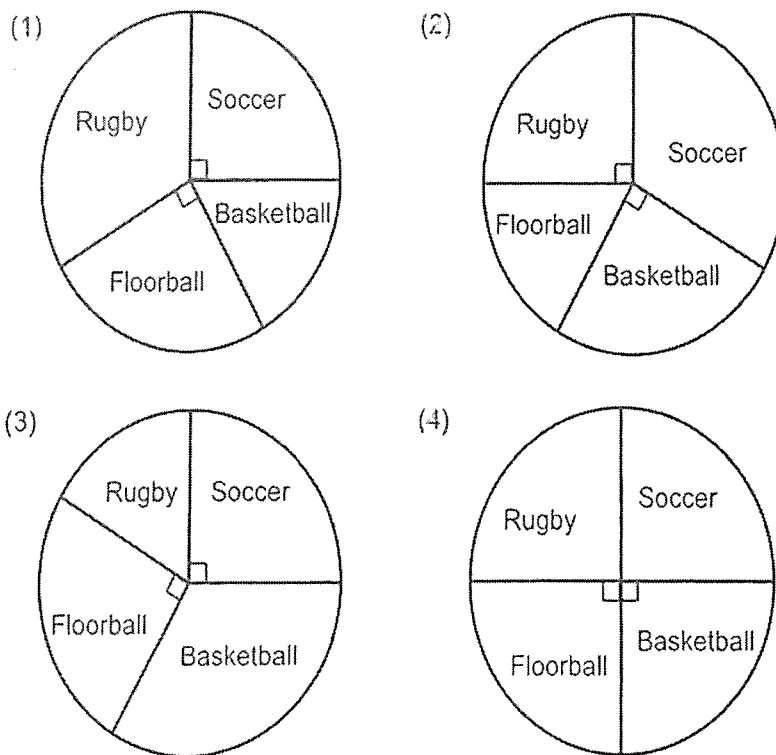 (1)
Rugby
Soccer
Basketball
Floorball
(2)
Rugby
Soccer
Floorball
Basketball
(3)
Rugby
Soccer
Floorball
Basketball
(4)
Rugby
Soccer
Floorball
Basketball